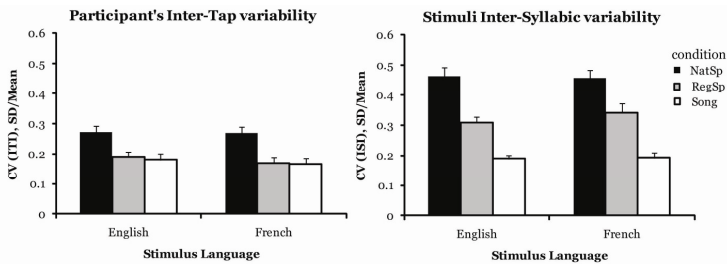 Participant's Inter-Tap variability
0.6
0.5
0.4
0.3
0.2
0.1
0
CV (ITI), SD/Mean
English
French
Stimulus Language
Stimuli Inter-Syllabic variability
0.6
0.5
0.4
0.3
0.2
0.1
0
CV (ISI), SD/Mean
English
French
Stimulus Language
condition
NatSp
RegSp
Song